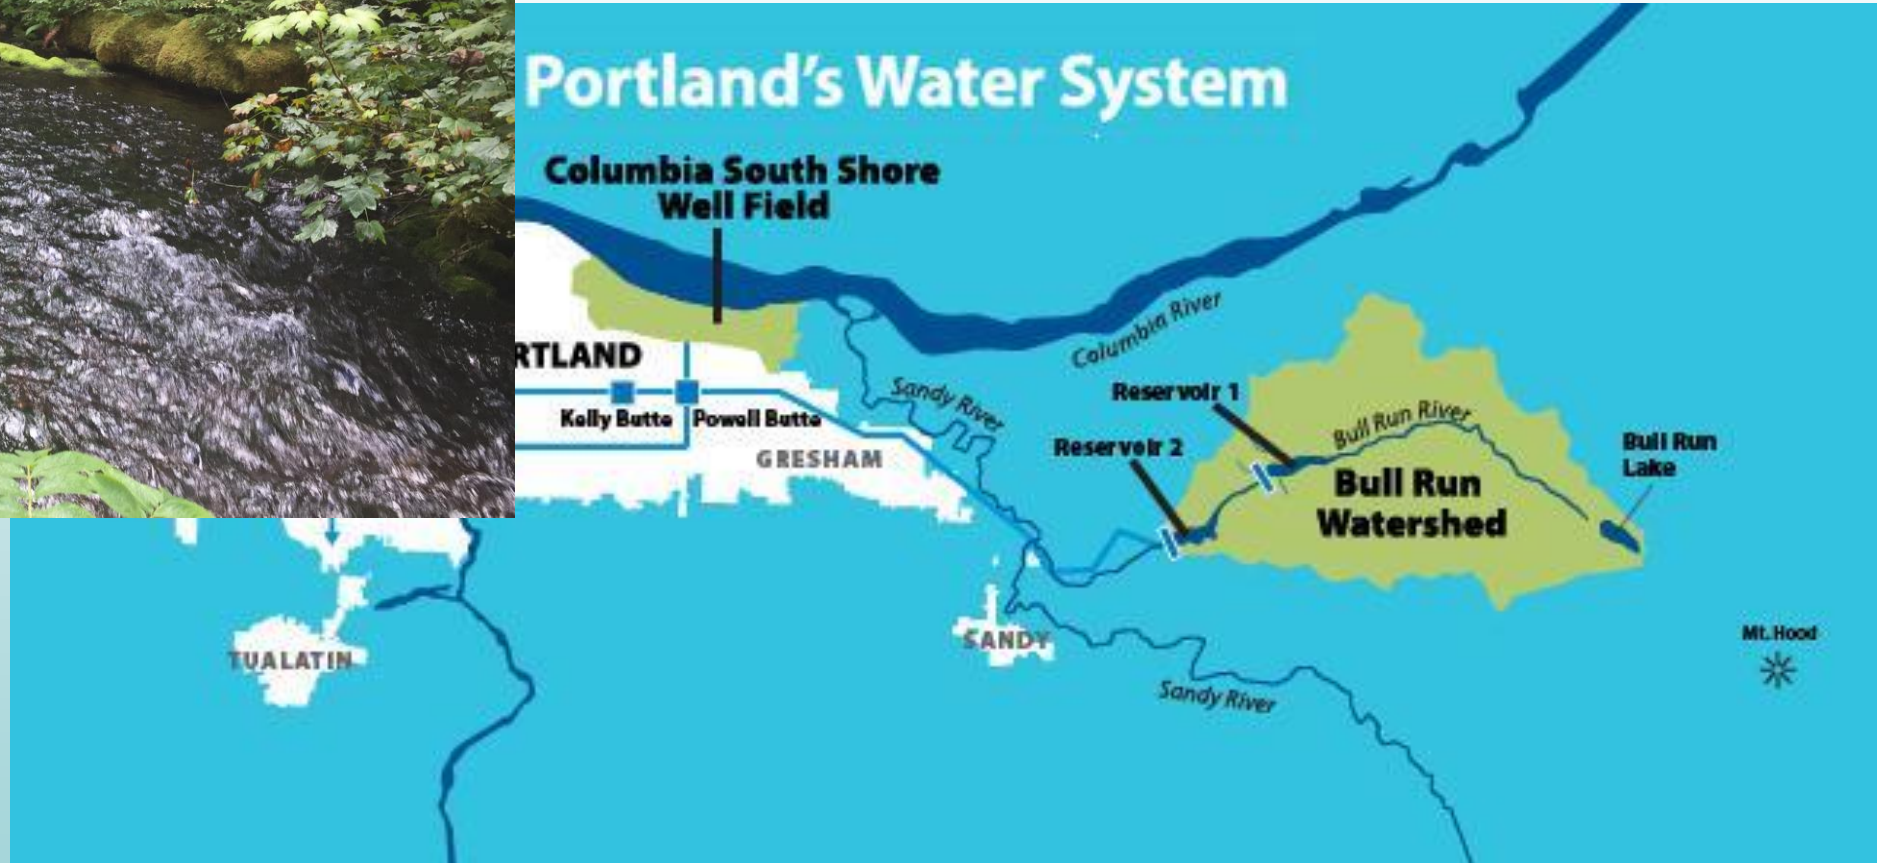 Portland's Water System
Columbia South Shore
Well Field
Columbia River
RTLAND
Kelly Butte
Powell Butte
GRESHAM
Sandy River
Reservoir 1
Reservoir 2
Bull Run River
Bull Run
Watershed
Bull Run
Lake
Mt. Hood
SANDY
Sandy River
TUALATIN